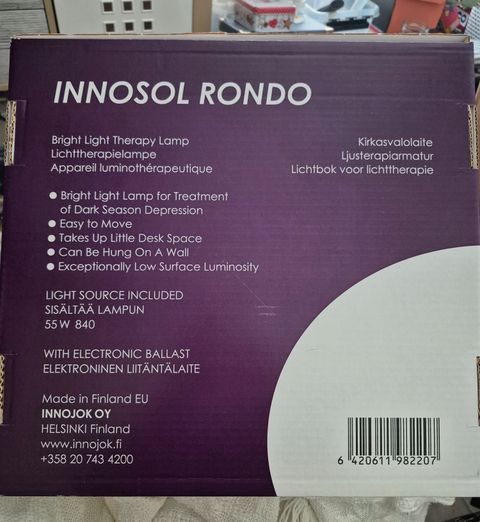 INNOSOL RONDO
Bright Light Therapy Lamp
Lichttherapielampe
Appareil luminothérapeutique
Kirkasvalolaite
Ljusterapiarmatur
Lichtbok voor lichttherapie
● Bright Light Lamp for Treatment
of Dark Season Depression
● Easy to Move
● Takes Up Little Desk Space
● Can Be Hung On A Wall
● Exceptionally Low Surface Luminosity
LIGHT SOURCE INCLUDED
SISÄLTÄÄ LAMPUN
55 W 840
WITH ELECTRONIC BALLAST
ELEKTRONINEN LIITÄNTÄLAITE
Made in Finland EU
INNOJOK OY
HELSINKI Finland
www.innojok.fi
+358 20 743 4200
6 420611 982207